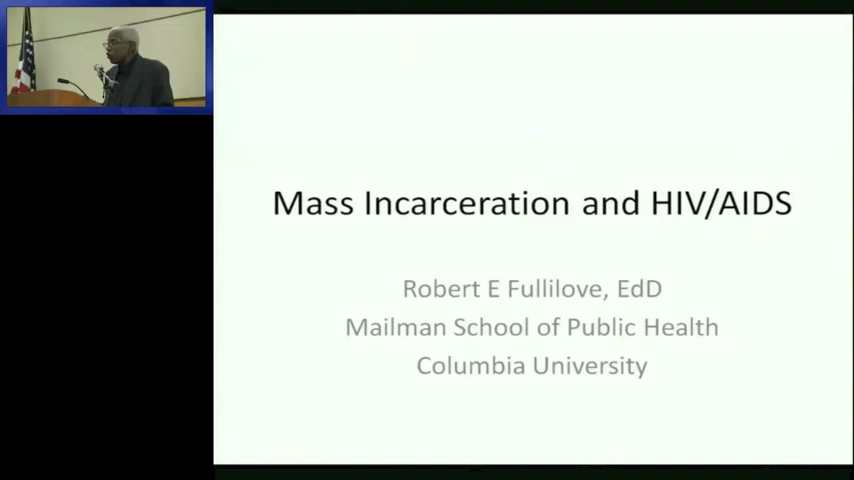 Mass Incarceration and HIV/AIDS
Robert E Fullilove, EdD
Mailman School of Public Health
Columbia University